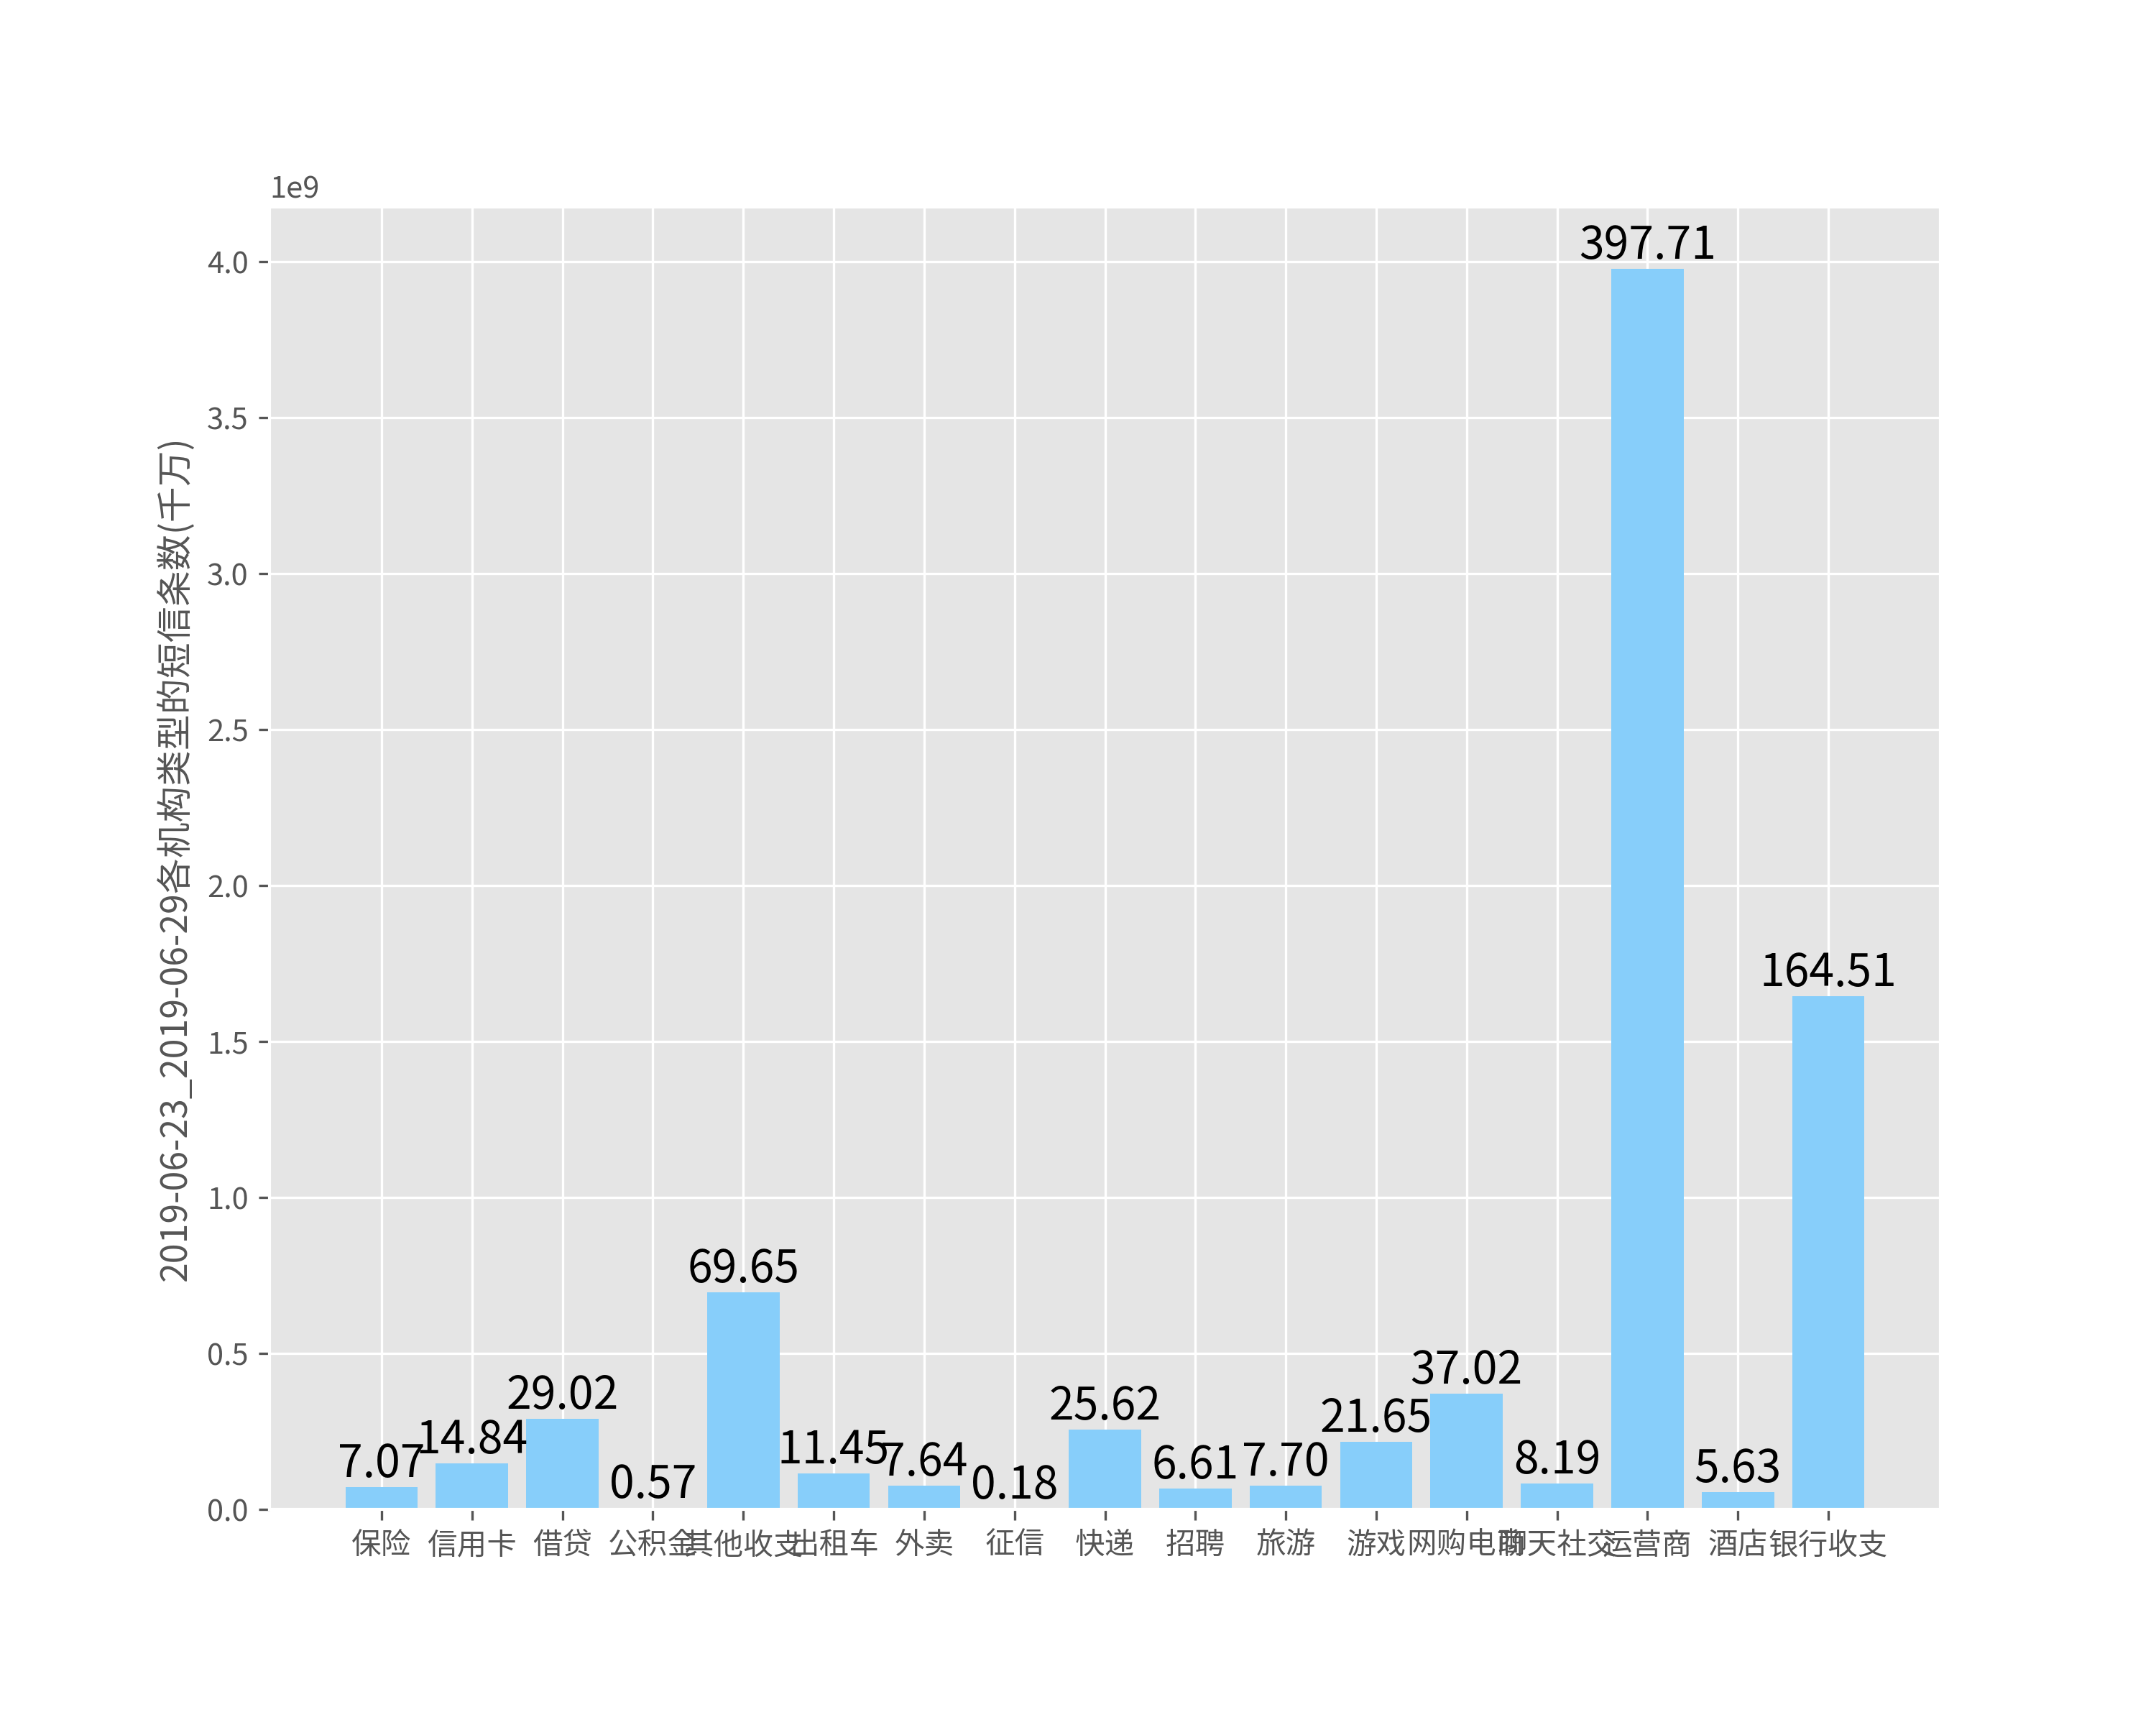 1e9
4.0
3.5
3.0
2.5
2.0
1.5
1.0
0.5
0.0
2019-06-23_2019-06-29各机构类型的短信条数(千万)
7.07
14.84
29.02
0.57
69.65
11.45
7.64
0.18
25.62
6.61
7.70
21.65
37.02
8.19
397.71
5.63
164.51
保险
信用卡
借贷
公积金
其他收支
出租车
外卖
征信
快递
招聘
旅游
游戏
网购电商
聊天社交
运营商
酒店
银行收支